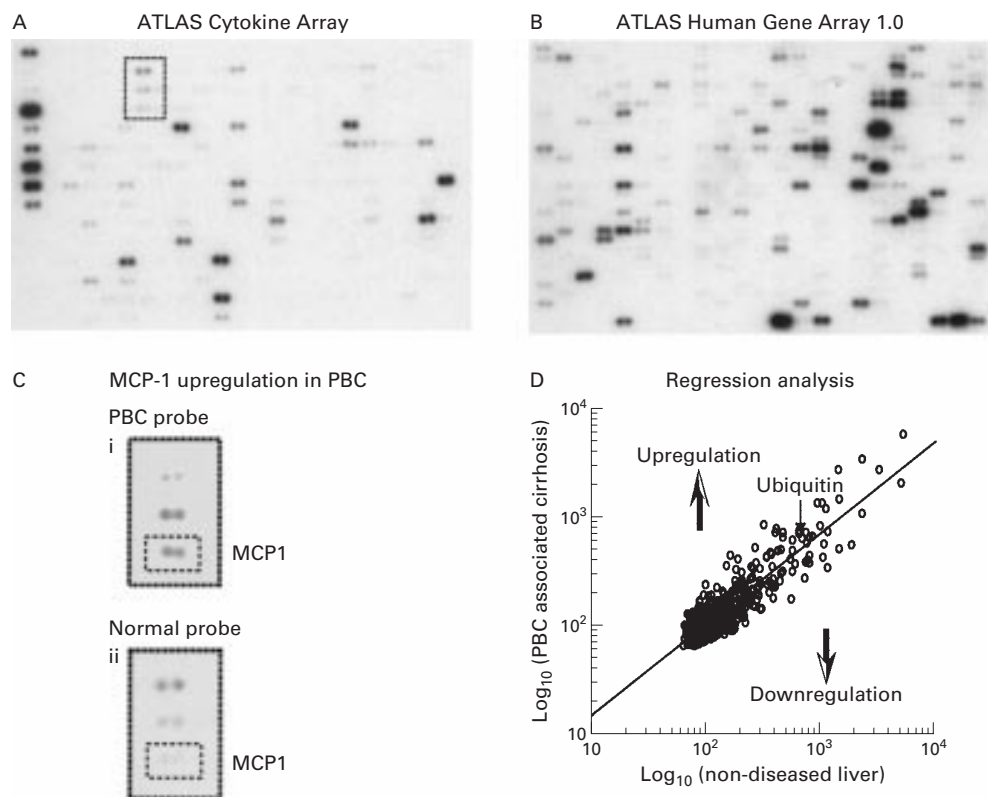 A ATLAS Cytokine Array
B ATLAS Human Gene Array 1.0
C MCP-1 upregulation in PBC
PBC probe
i
MCP1
Normal probe
ii
MCP1
D Regression analysis
10⁴
10³
10²
10
Log₁₀ (PBC associated cirrhosis)
Upregulation
Ubiquitin
Downregulation
10 10² 10³ 10⁴
Log₁₀ (non-diseased liver)